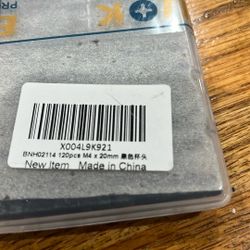 X004L9K921
BNH02114 120pcs M4 x 20mm 黑色杯头
New Item Made in China